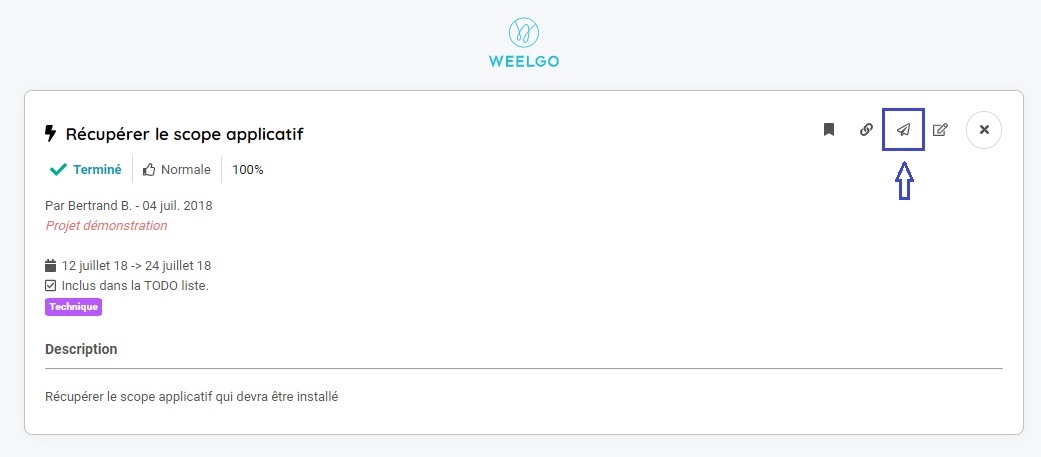 WEELGO
Récupérer le scope applicatif
Terminé Normale 100%
Par Bertrand B. - 04 juil. 2018
Projet démonstration
12 juillet 18 -> 24 juillet 18
Inclus dans la TODO liste.
Technique
Description
Récupérer le scope applicatif qui devra être installé